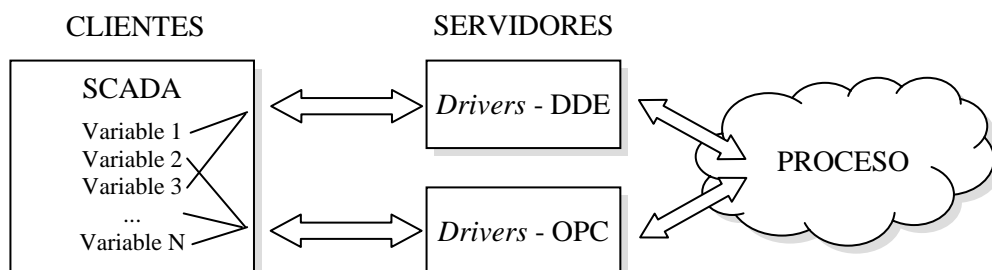 CLIENTES
SERVIDORES
SCADA
Variable 1
Variable 2
Variable 3
...
Variable N
Drivers - DDE
Drivers - OPC
PROCESO